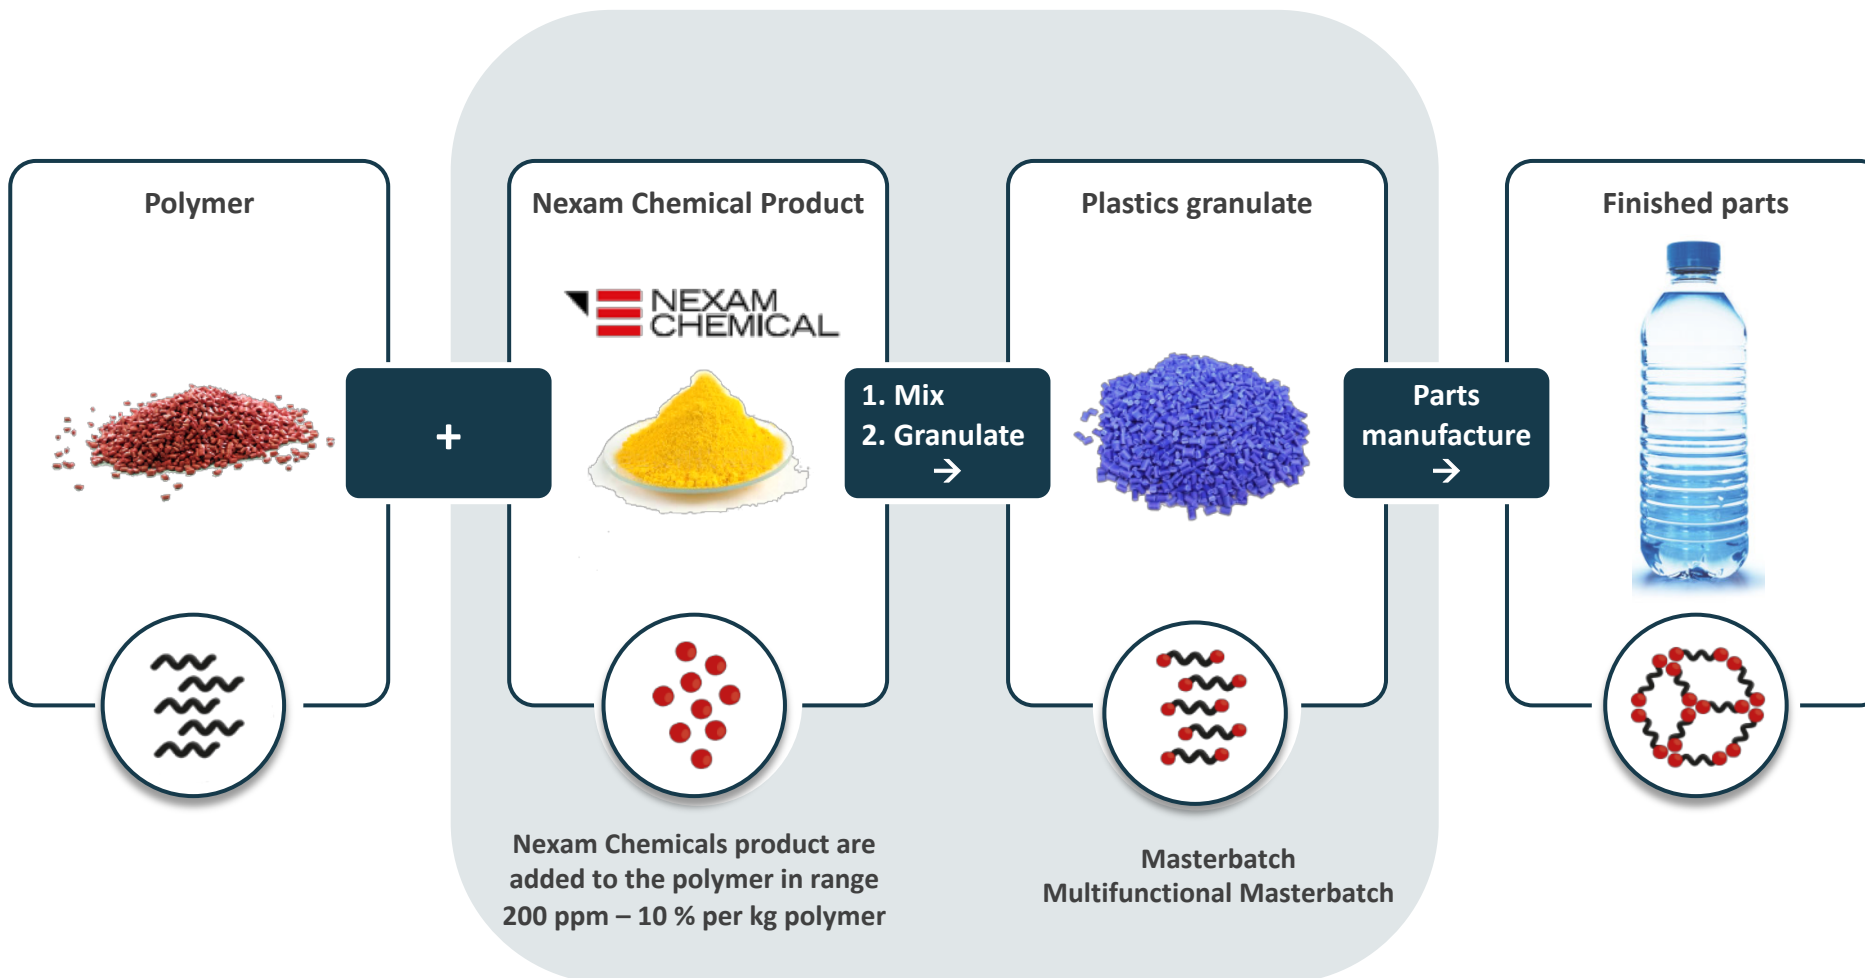 Polymer
Nexam Chemical Product
Plastics granulate
Finished parts
NEXAM
CHEMICAL
+
1. Mix
2. Granulate
→
Parts
manufacture
→
Nexam Chemicals product are
added to the polymer in range
200 ppm – 10 % per kg polymer
Masterbatch
Multifunctional Masterbatch